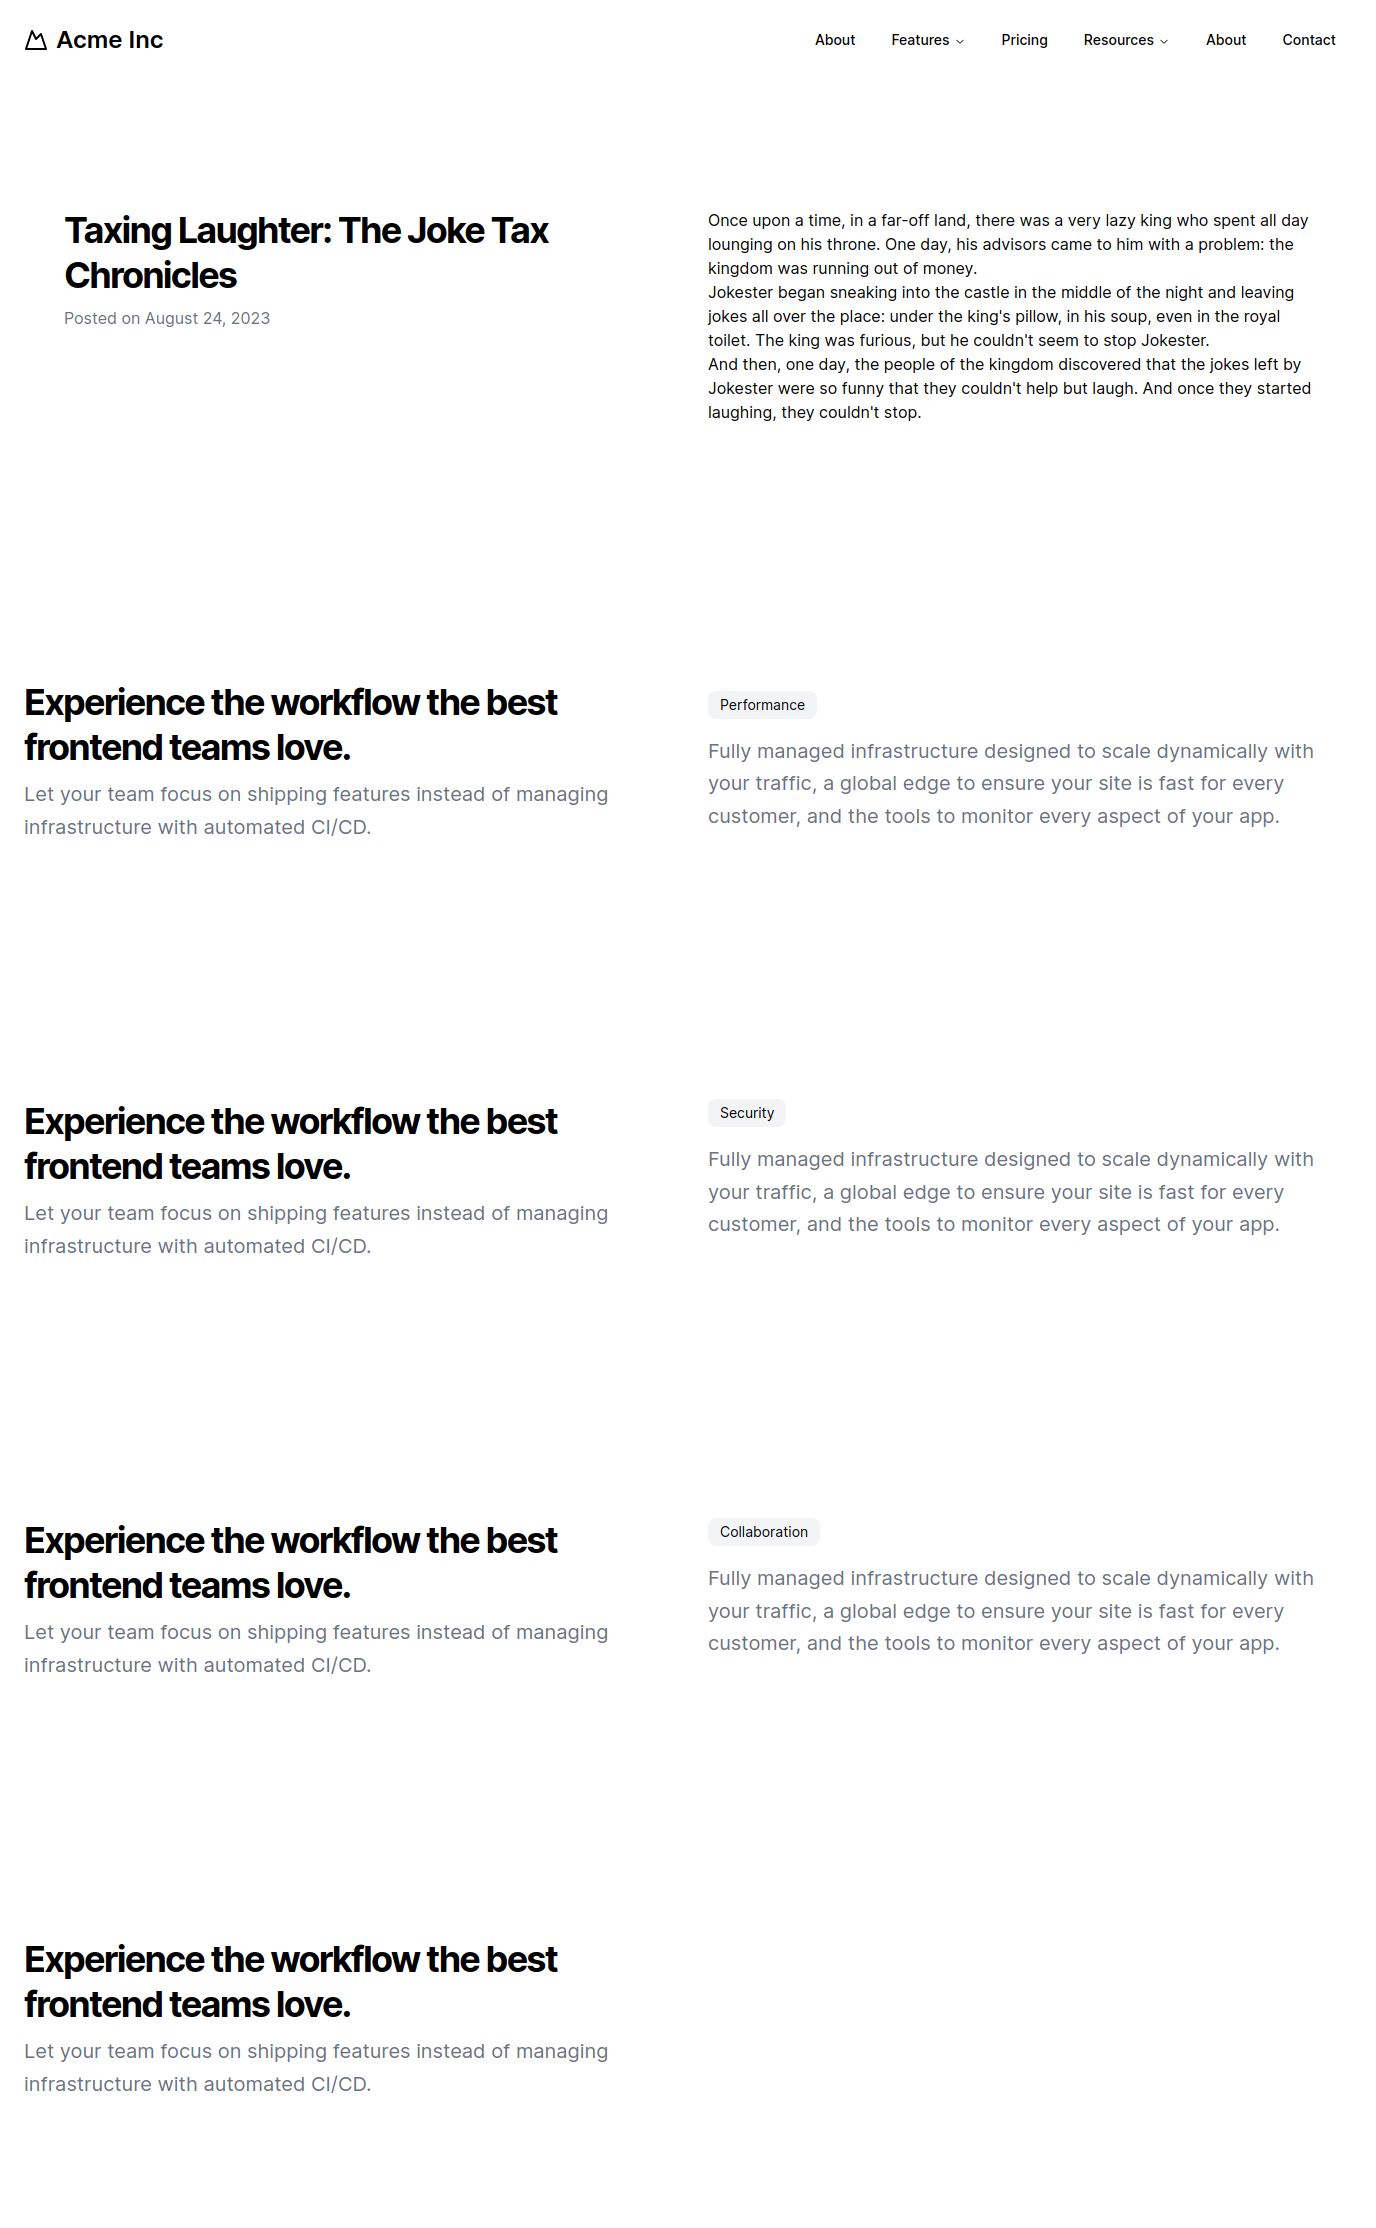 Acme Inc
About
Features
Pricing
Resources
About
Contact
Taxing Laughter: The Joke Tax
Chronicles
Posted on August 24, 2023
Once upon a time, in a far-off land, there was a very lazy king who spent all day
lounging on his throne. One day, his advisors came to him with a problem: the
kingdom was running out of money.
Jokester began sneaking into the castle in the middle of the night and leaving
jokes all over the place: under the king's pillow, in his soup, even in the royal
toilet. The king was furious, but he couldn't seem to stop Jokester.
And then, one day, the people of the kingdom discovered that the jokes left by
Jokester were so funny that they couldn't help but laugh. And once they started
laughing, they couldn't stop.
Experience the workflow the best
frontend teams love.
Let your team focus on shipping features instead of managing
infrastructure with automated CI/CD.
Performance
Fully managed infrastructure designed to scale dynamically with
your traffic, a global edge to ensure your site is fast for every
customer, and the tools to monitor every aspect of your app.
Experience the workflow the best
frontend teams love.
Let your team focus on shipping features instead of managing
infrastructure with automated CI/CD.
Security
Fully managed infrastructure designed to scale dynamically with
your traffic, a global edge to ensure your site is fast for every
customer, and the tools to monitor every aspect of your app.
Experience the workflow the best
frontend teams love.
Let your team focus on shipping features instead of managing
infrastructure with automated CI/CD.
Collaboration
Fully managed infrastructure designed to scale dynamically with
your traffic, a global edge to ensure your site is fast for every
customer, and the tools to monitor every aspect of your app.
Experience the workflow the best
frontend teams love.
Let your team focus on shipping features instead of managing
infrastructure with automated CI/CD.